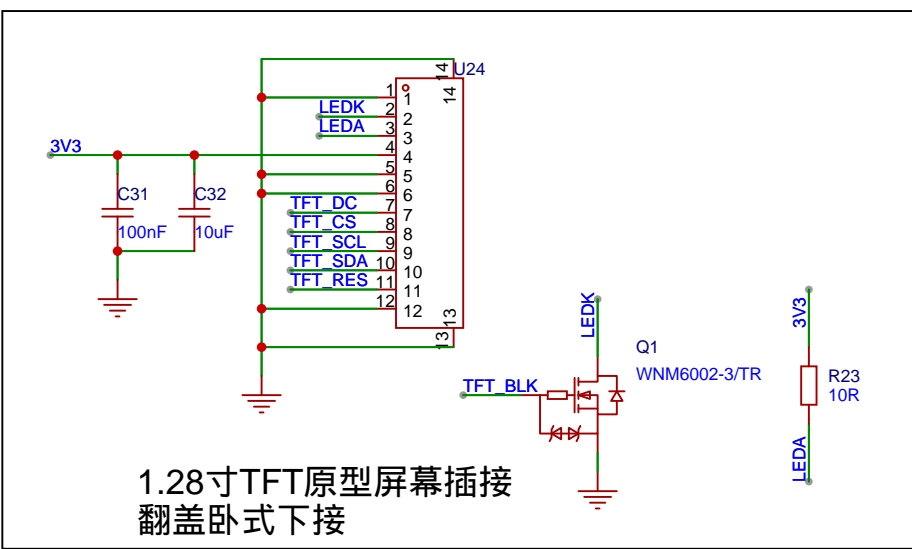 14
U24
14
1
1
LEDK
2
2
LEDA
3
3
3V3
4
4
5
5
6
6
C31
100nF
C32
10uF
TFT_DC
7
7
TFT_CS
8
8
TFT_SCL
9
9
TFT_SDA
10
10
TFT_RES
11
11
12
12
13
13
LEDK
Q1
WNM6002-3/TR
TFT_BLK
3V3
R23
10R
LEDA
1.28寸TFT原型屏幕插接
翻盖卧式下接